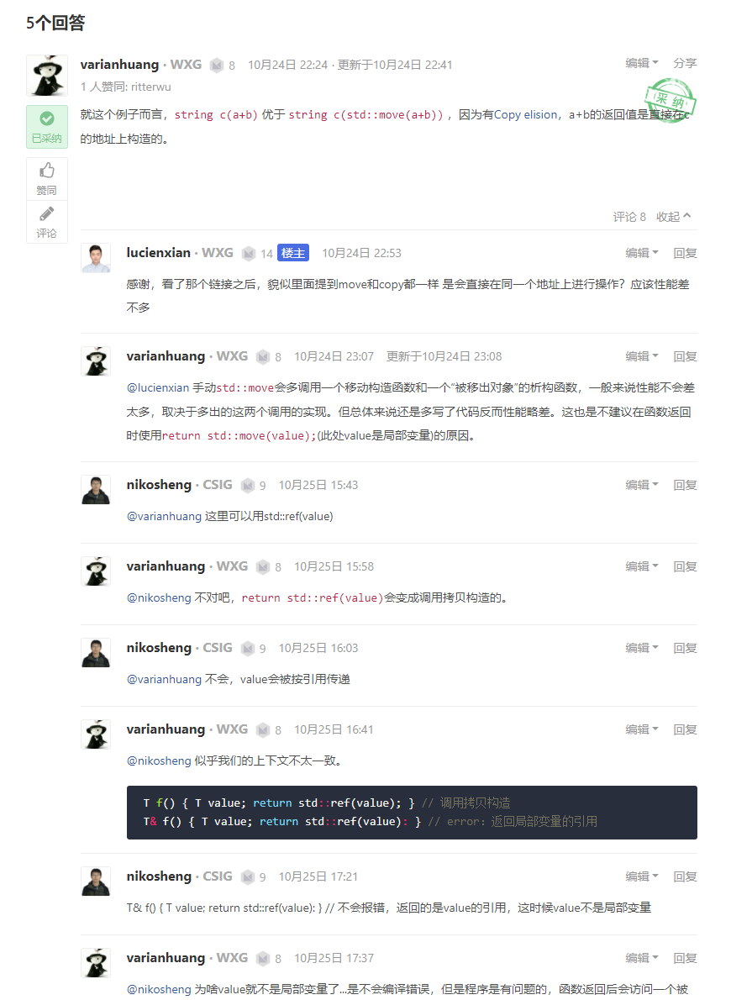 5个回答
varianhuang · WXG 8 10月24日 22:24 · 更新于10月24日 22:41 编辑 分享
1 人赞同: ritterwu
采纳
已采纳
赞同
评论
就这个例子而言，string c(a+b) 优于 string c(std::move(a+b)) ，因为有Copy elision，a+b的返回值是直接在c
的地址上构造的。
评论 8 收起
lucienxian · WXG 14 楼主 10月24日 22:53 编辑 回复
感谢，看了那个链接之后，貌似里面提到move和copy都一样 是会直接在同一个地址上进行操作？应该性能差
不多
varianhuang · WXG 8 10月24日 23:07 更新于10月24日 23:08 编辑 回复
@lucienxian 手动std::move会多调用一个移动构造函数和一个“被移出对象”的析构函数，一般来说性能不会差
太多，取决于多出的这两个调用的实现。但总体来说还是多写了代码反而性能略差。这也是不建议在函数返回
时使用return std::move(value);(此处value是局部变量)的原因。
nikosheng · CSIG 9 10月25日 15:43 编辑 回复
@varianhuang 这里可以用std::ref(value)
varianhuang · WXG 8 10月25日 15:58 编辑 回复
@nikosheng 不对吧，return std::ref(value)会变成调用拷贝构造的。
nikosheng · CSIG 9 10月25日 16:03 编辑 回复
@varianhuang 不会，value会被按引用传递
varianhuang · WXG 8 10月25日 16:41 编辑 回复
@nikosheng 似乎我们的上下文不太一致。
T f() { T value; return std::ref(value); } // 调用拷贝构造
T& f() { T value; return std::ref(value): } // error: 返回局部变量的引用
nikosheng · CSIG 9 10月25日 17:21 编辑 回复
T& f() { T value; return std::ref(value): } // 不会报错，返回的是value的引用，这时候value不是局部变量
varianhuang · WXG 8 10月25日 17:37 编辑 回复
@nikosheng 为啥value就不是局部变量了...是不会编译错误，但是程序是有问题的，函数返回后会访问一个被